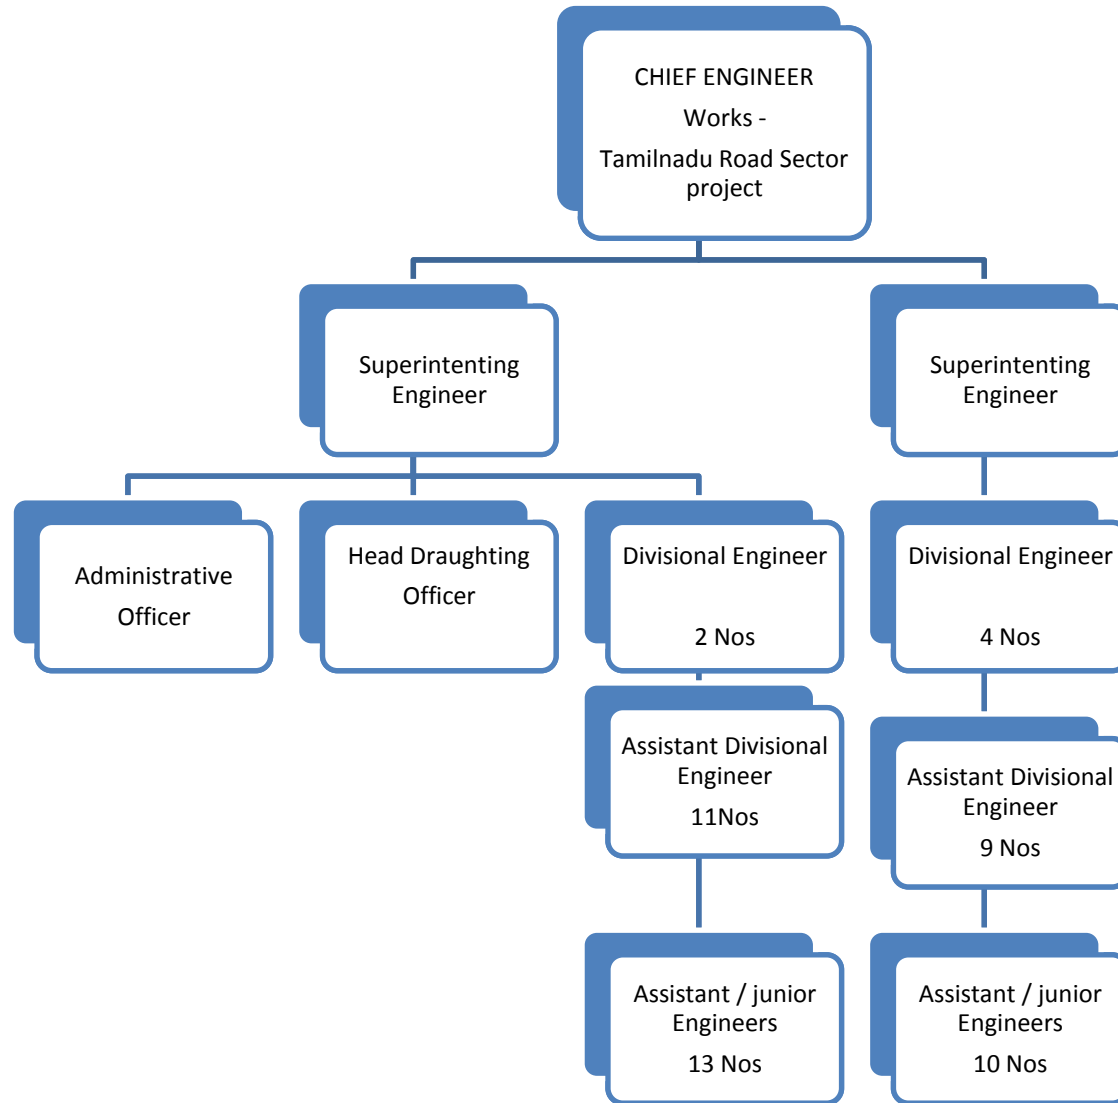 CHIEF ENGINEER
Works -
Tamilnadu Road Sector
project
Superintenting
Engineer
Superintenting
Engineer
Administrative
Officer
Head Draughting
Officer
Divisional Engineer
2 Nos
Divisional Engineer
4 Nos
Assistant Divisional
Engineer
11Nos
Assistant Divisional
Engineer
9 Nos
Assistant / junior
Engineers
13 Nos
Assistant / junior
Engineers
10 Nos